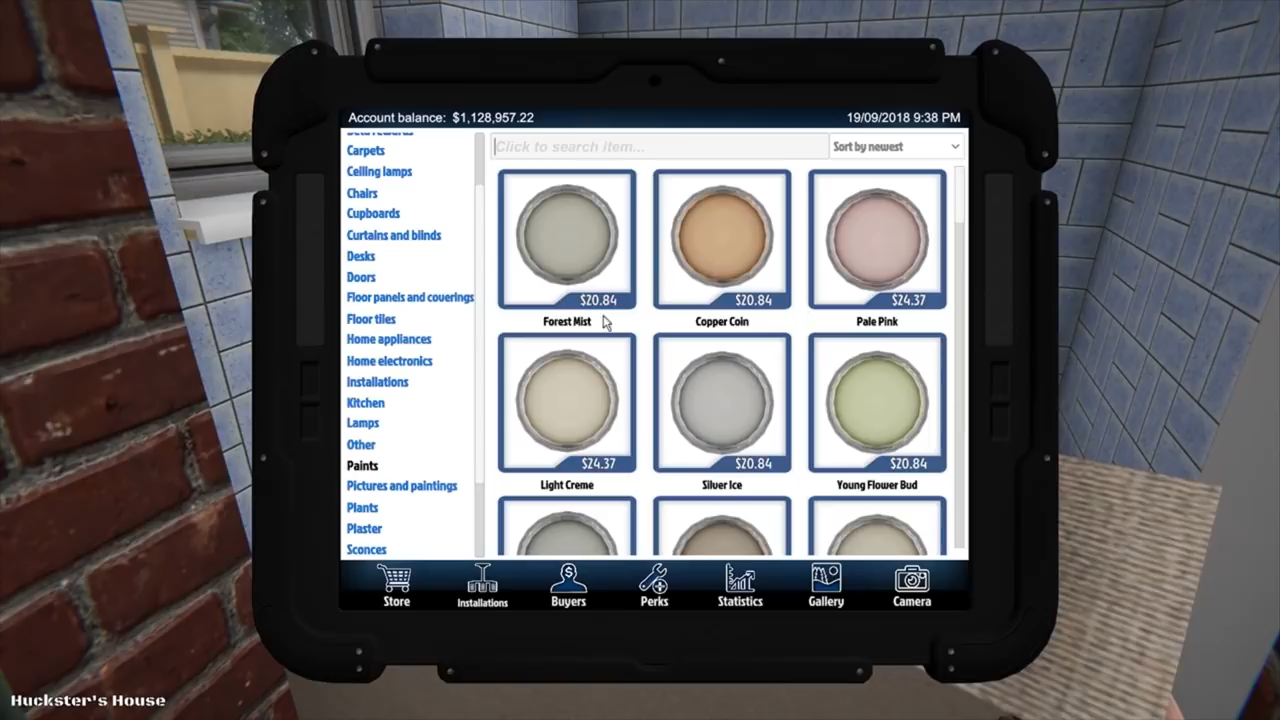 Account balance: $1,128,957.22
19/09/2018 9:38 PM
Carpets
Ceiling lamps
Chairs
Cupboards
Curtains and blinds
Desks
Doors
Floor panels and coverings
Floor tiles
Home appliances
Home electronics
Installations
Kitchen
Lamps
Other
Paints
Pictures and paintings
Plants
Plaster
Sconces
Click to search item...
Sort by newest
$20.84
$20.84
$24.37
Forest Mist
Copper Coin
Pale Pink
$24.37
$20.84
$20.84
Light Creme
Silver Ice
Young Flower Bud
Store
Installations
Buyers
Perks
Statistics
Gallery
Camera
Huckster's House